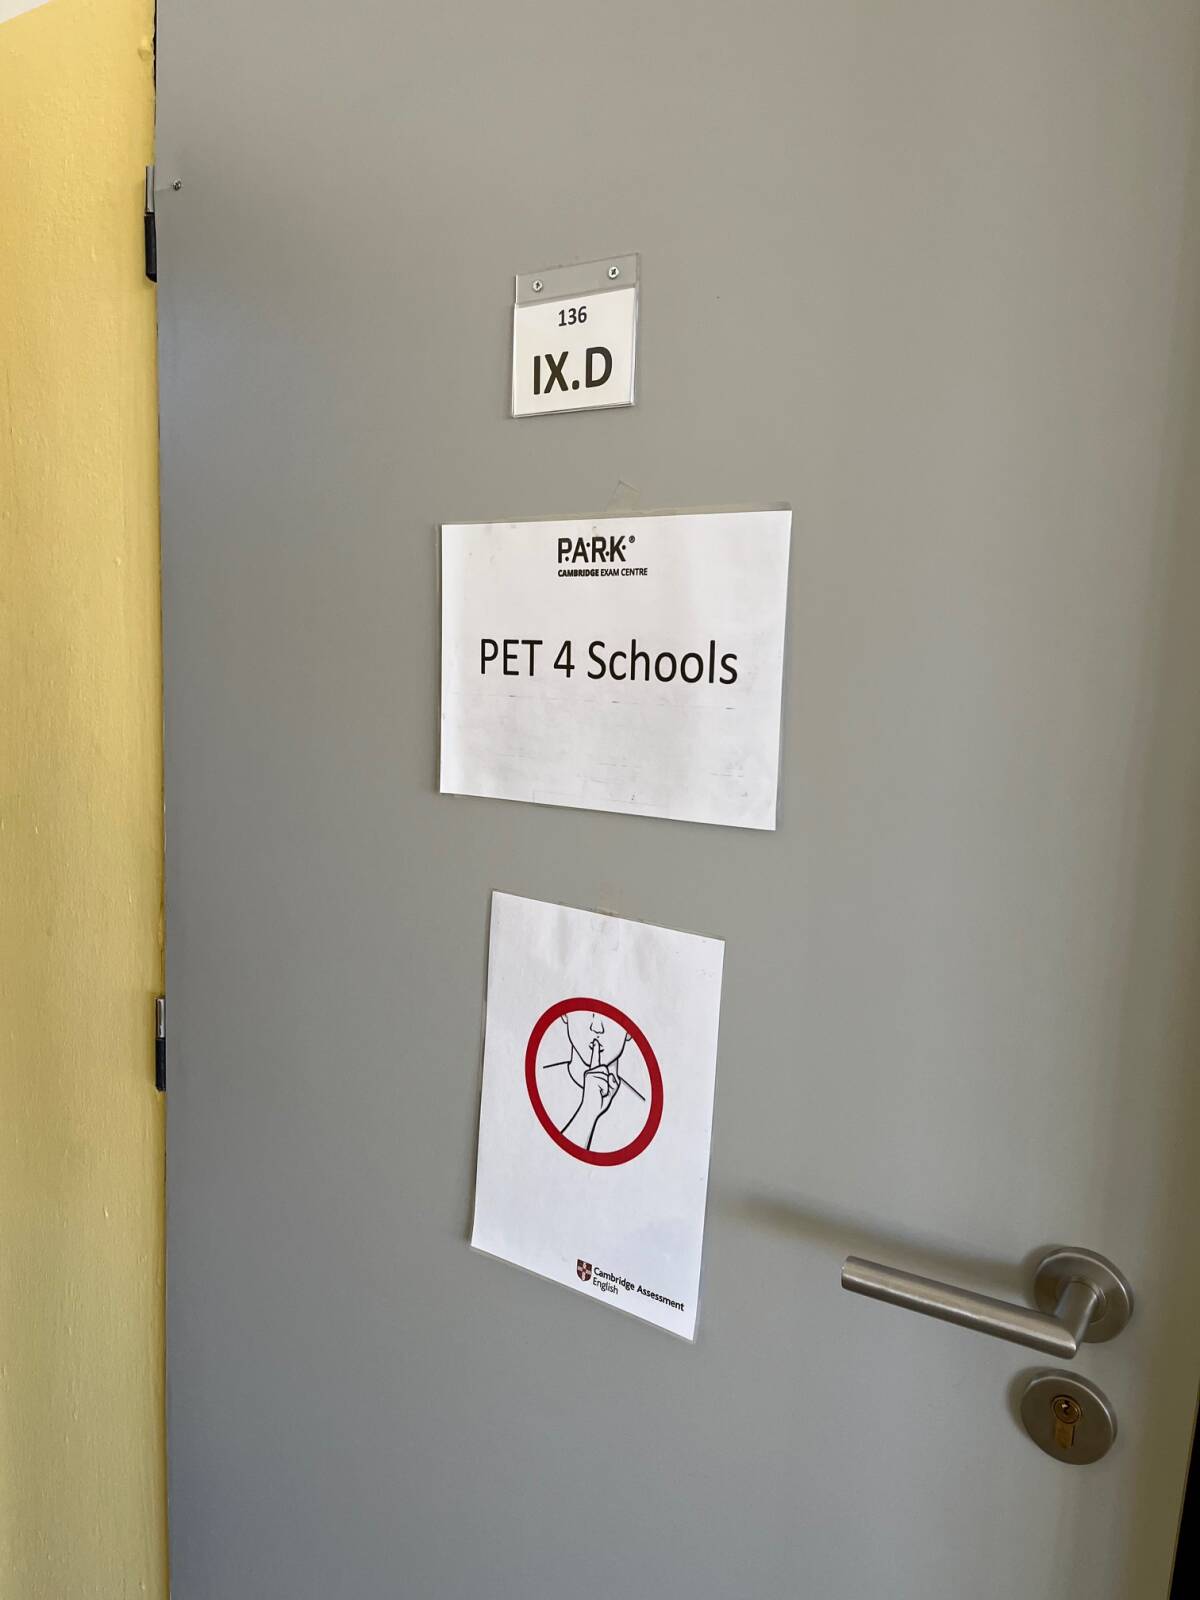 136
IX.D
P·A·R·K·®
CAMBRIDGE EXAM CENTRE
PET 4 Schools
Cambridge Assessment
English